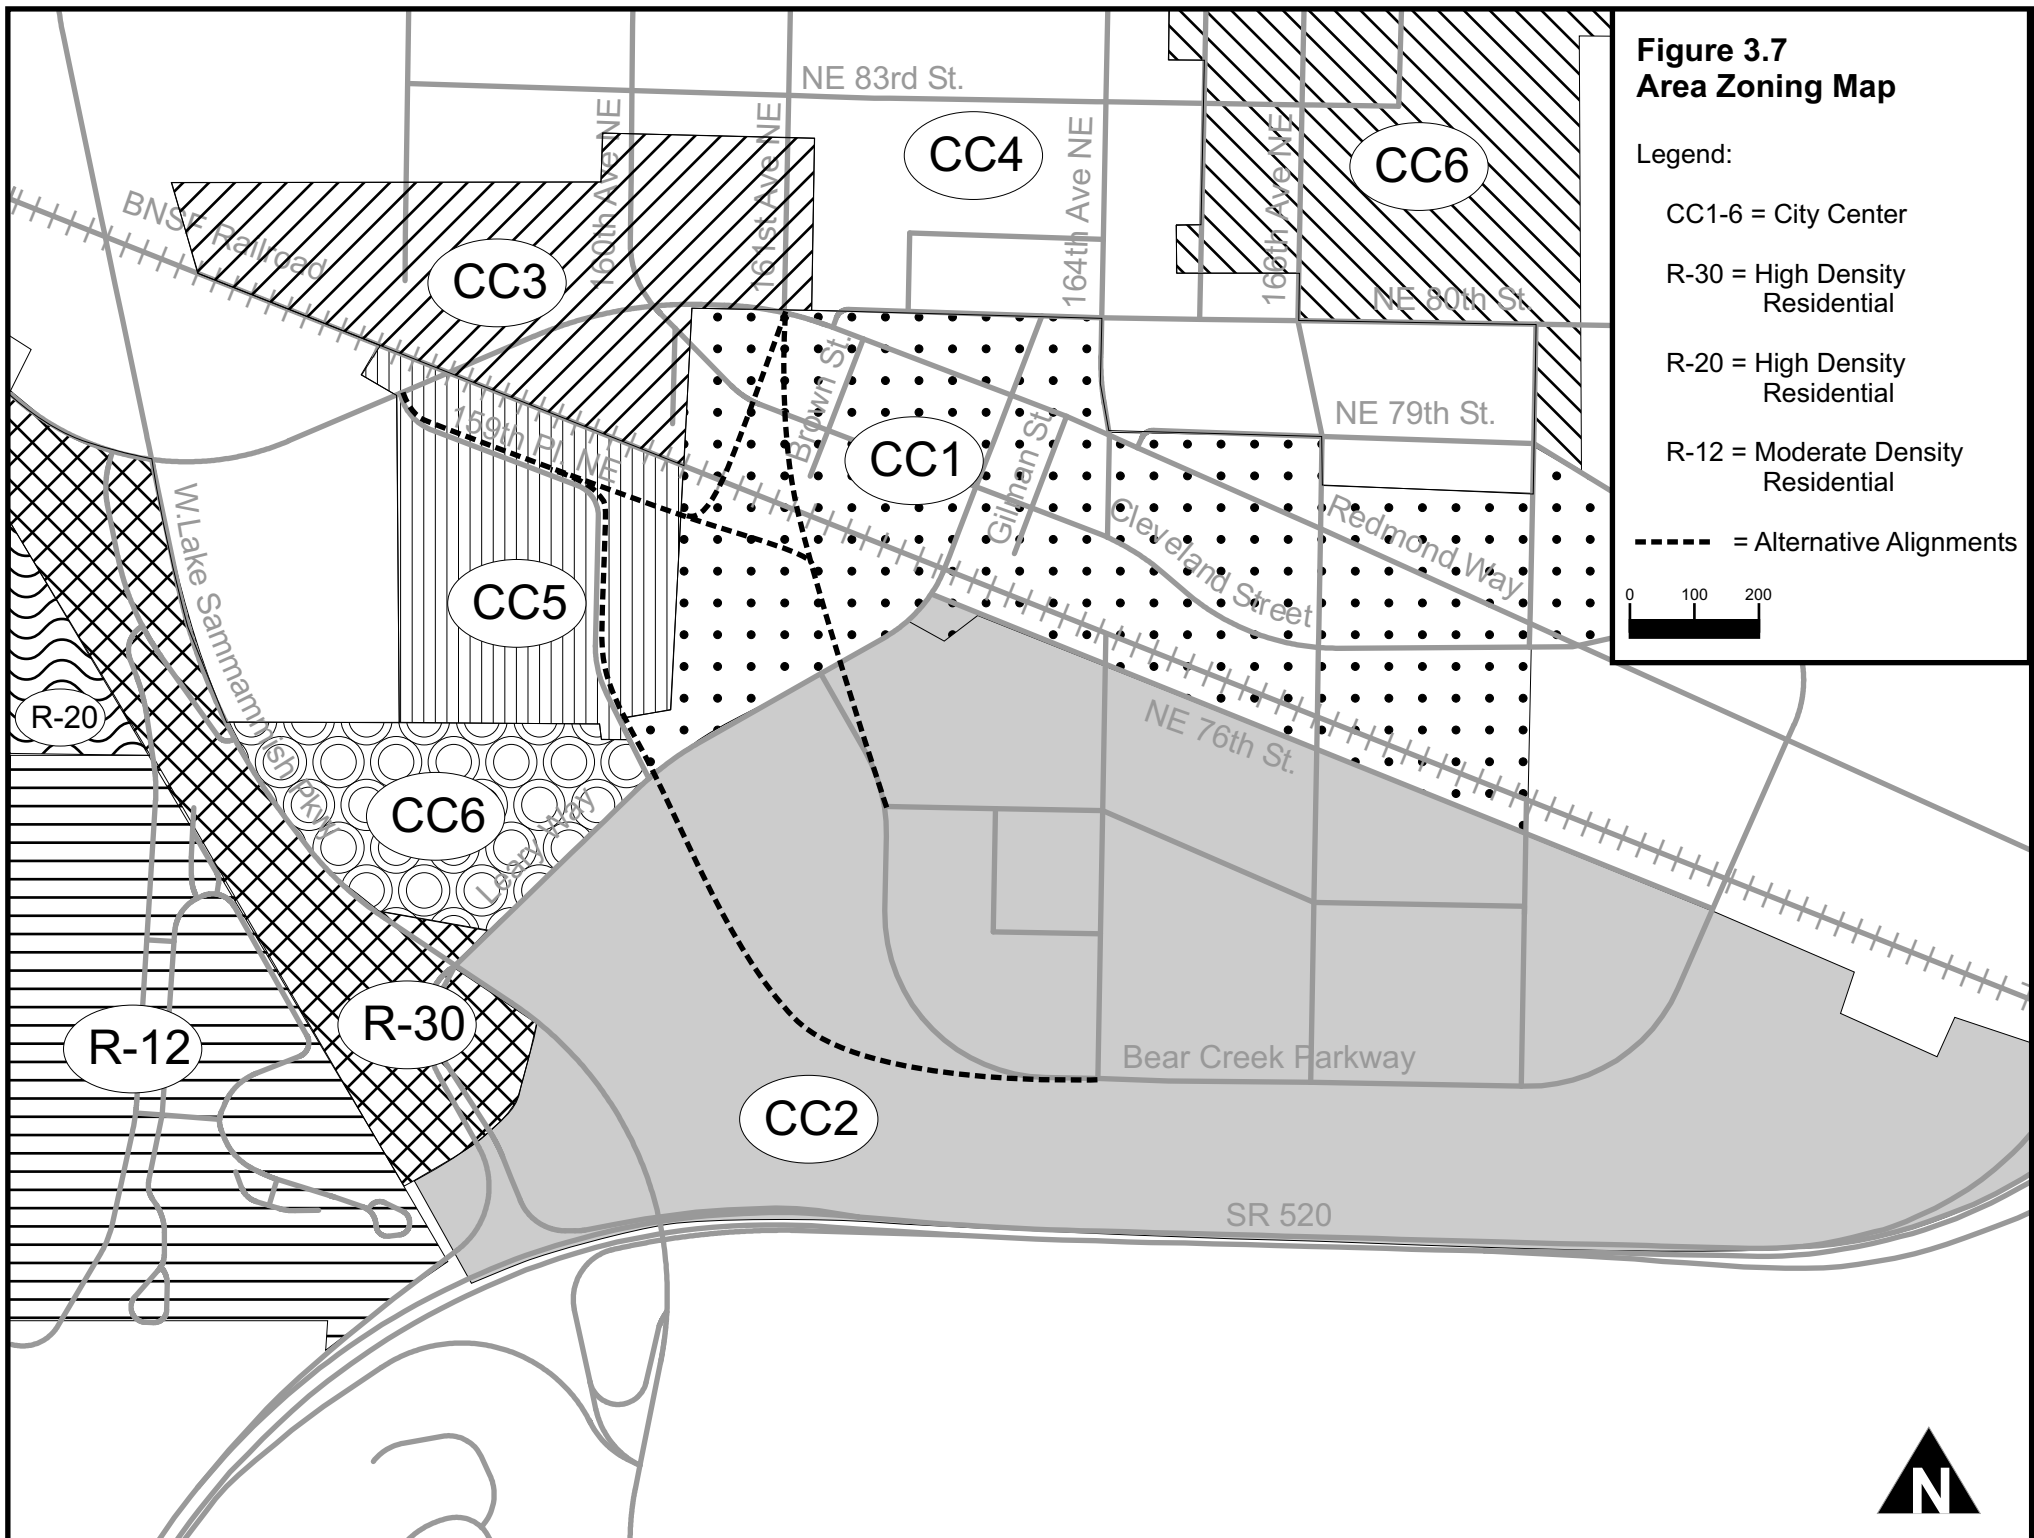 Figure 3.7
Area Zoning Map
Legend:
CC1-6 = City Center
R-30 = High Density
Residential
R-20 = High Density
Residential
R-12 = Moderate Density
Residential
= Alternative Alignments
0 100 200
NE 83rd St.
160th Ave NE
161st Ave NE
164th Ave NE
166th Ave NE
CC4
CC6
BNSF Railroad
CC3
NE 80th St.
Brown St.
159th Pl. NE
CC1
Gilman St.
NE 79th St.
Cleveland Street
Redmond Way
W.Lake Sammammish Pkw
CC5
R-20
NE 76th St.
CC6
Leary Way
R-12
R-30
Bear Creek Parkway
CC2
SR 520
N